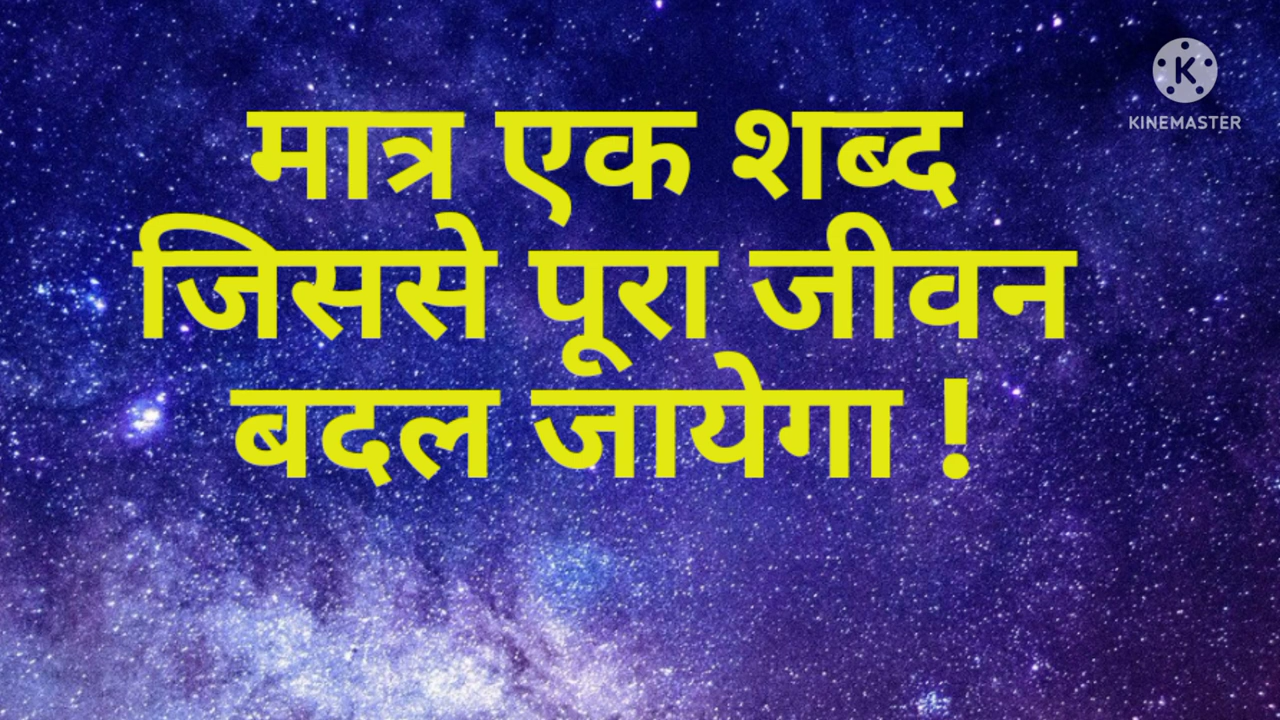 मात्र एक शब्द
जिससे पूरा जीवन
बदल जायेगा !
K
KINEMASTER